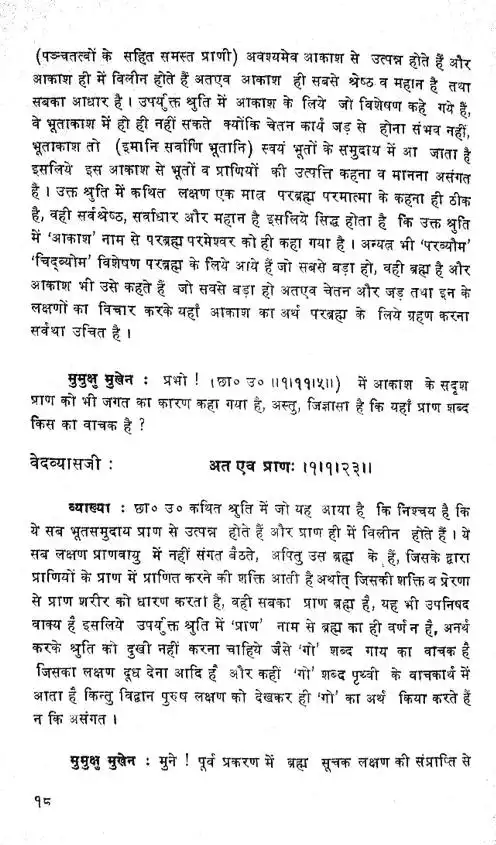 (पञ्चतत्वों के सहित समस्त प्राणी) अवश्यमेव आकाश से उत्पन्न होते हैं और
आकाश ही में विलीन होते हैं अतएव आकाश ही सबसे श्रेष्ठ व महान है तथा
सबका आधार है। उपर्युक्त श्रुति में आकाश के लिये जो विशेषण कहे गये हैं,
वे भूताकाश में हो ही नहीं सकते क्योंकि चेतन कार्य जड़ से होना संभव नहीं,
भूताकाश तो (इमानि सर्वाणि भूतानि) स्वयं भूतों के समुदाय में आ जाता है
इसलिये इस आकाश से भूतों व प्राणियों की उत्पत्ति कहना व मानना असंगत
है। उक्त श्रुति में कथित लक्षण एक मात्र परब्रह्म परमात्मा के कहना ही ठीक
है, वही सर्वश्रेष्ठ, सर्वाधार और महान है इसलिये सिद्ध होता है कि उक्त श्रुति
में 'आकाश' नाम से परब्रह्म परमेश्वर को ही कहा गया है। अन्यत्र भी 'परव्यौम'
'चिद्व्योम' विशेषण परब्रह्म के लिये आये हैं जो सबसे बड़ा हो, वही ब्रह्म है और
आकाश भी उसे कहते हैं जो सबसे बड़ा हो अतएव चेतन और जड़ तथा इन के
लक्षणों का विचार करके यहाँ आकाश का अर्थ परब्रह्म के लिये ग्रहण करना
सर्वथा उचित है।
मुमुक्षु मुखेन : प्रभो ! (छा० उ० ॥१।११।५॥) में आकाश के सदृश
प्राण को भी जगत का कारण कहा गया है, अस्तु, जिज्ञासा है कि यहाँ प्राण शब्द
किस का वाचक है ?
वेदव्यासजी : अत एव प्राणः ।१।१।२३॥
व्याख्या : छा० उ० कथित श्रुति में जो यह आया है कि निश्चय है कि
ये सब भूतसमुदाय प्राण से उत्पन्न होते हैं और प्राण ही में विलीन होते हैं। ये
सब लक्षण प्राणवायु में नहीं संगत बैठते, अपितु उस ब्रह्म के हैं, जिसके द्वारा
प्राणियों के प्राण में प्राणित करने की शक्ति आती है अर्थात् जिसकी शक्ति व प्रेरणा
से प्राण शरीर को धारण करता है, वही सबका प्राण ब्रह्म है, यह भी उपनिषद
वाक्य है इसलिये उपर्युक्त श्रुति में 'प्राण' नाम से ब्रह्म का ही वर्णन है, अनर्थ
करके श्रुति को दुखी नहीं करना चाहिये जैसे 'गो' शब्द गाय का वाचक है
जिसका लक्षण दूध देना आदि है और कहीं 'गो' शब्द पृथ्वी के वाचकार्थ में
आता है किन्तु विद्वान पुरुष लक्षण को देखकर ही 'गो' का अर्थ किया करते हैं
न कि असंगत।
मुमुक्षु मुखेन : मुने ! पूर्व प्रकरण में ब्रह्म सूचक लक्षण की संप्राप्ति से
१८